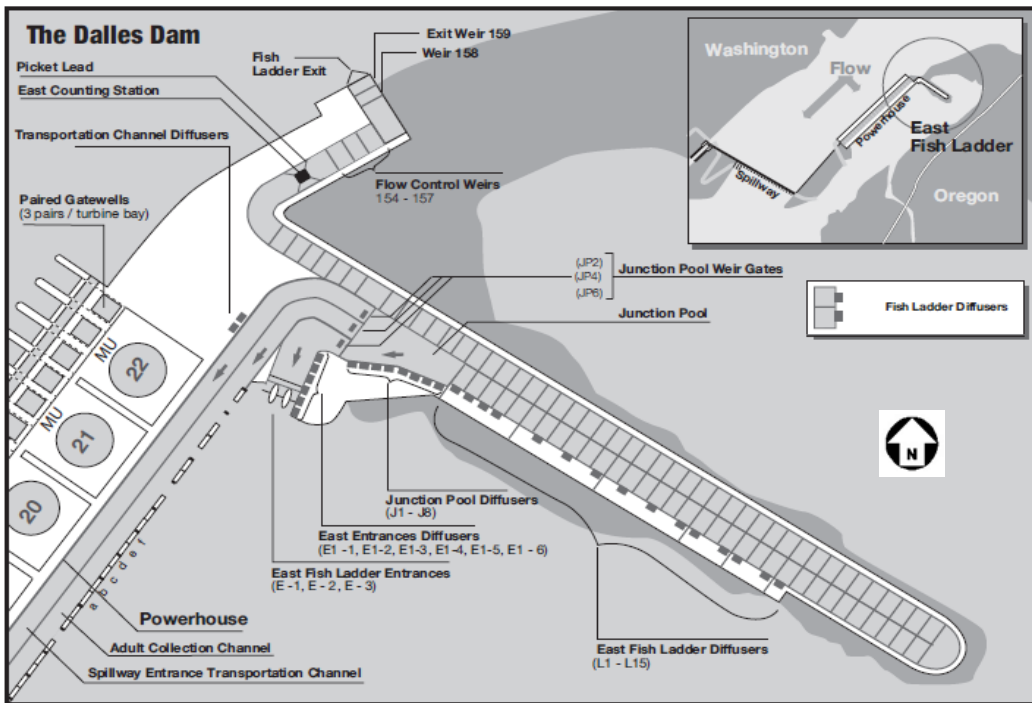 The Dalles Dam
Picket Lead
East Counting Station
Transportation Channel Diffusers
Paired Gatewells
(3 pairs / turbine bay)
Fish
Ladder Exit
Exit Weir 159
Weir 158
Flow Control Weirs
154 - 157
(JP2)
(JP4)
(JP6)
Junction Pool Weir Gates
Junction Pool
Washington
Flow
Powerhouse
East
Fish Ladder
Spillway
Oregon
Fish Ladder Diffusers
N
MU
22
MU
21
20
a b c d e f
Junction Pool Diffusers
(J1 - J8)
East Entrances Diffusers
(E1 -1, E1-2, E1-3, E1-4, E1-5, E1 - 6)
East Fish Ladder Entrances
(E -1, E - 2, E - 3)
Powerhouse
Adult Collection Channel
Spillway Entrance Transportation Channel
East Fish Ladder Diffusers
(L1 - L15)